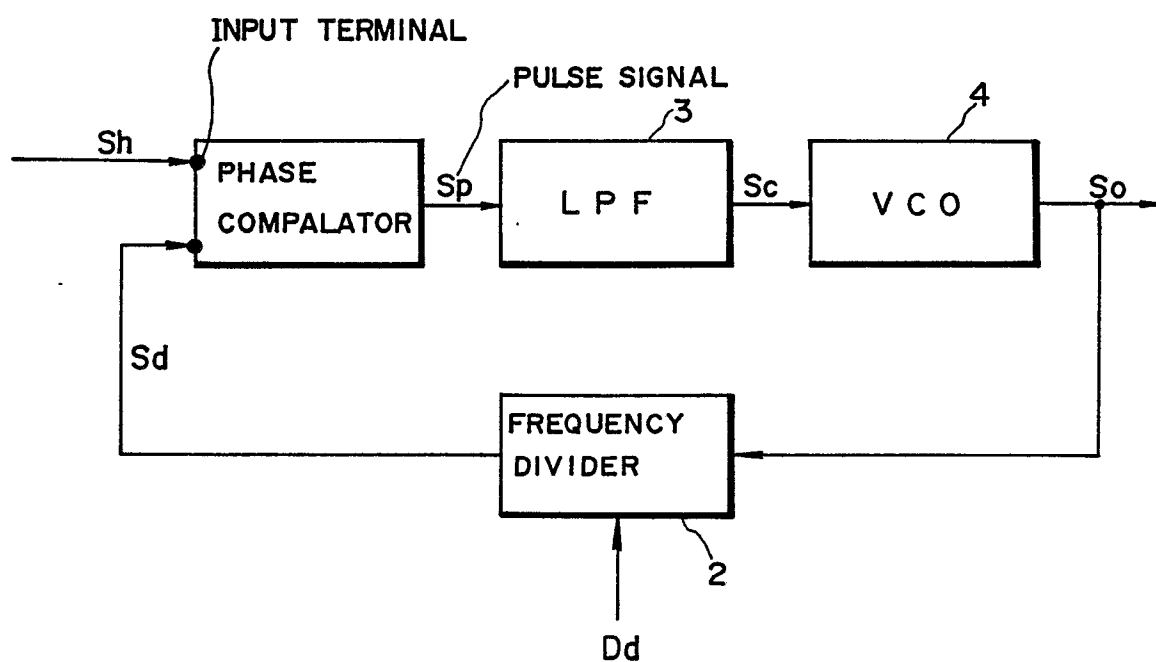 INPUT TERMINAL
PULSE SIGNAL
3
4
Sh
PHASE
COMPALATOR
Sp
LPF
Sc
VCO
So
Sd
FREQUENCY
DIVIDER
2
Dd